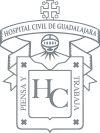 HOSPITAL CIVIL DE GUADALAJARA
PIENSA Y
TRABAJA
HC